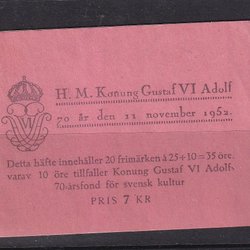 H. M. Konung Gustaf VI Adolf
70 år den 11 november 1952.
Detta häfte innehåller 20 frimärken à 25+10=35 öre.
varav 10 öre tillfaller Konung Gustaf VI Adolfs
70-årsfond för svensk kultur
PRIS 7 KR